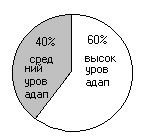 40%
сред
ний
уров
адап
60%
высок
уров
адап